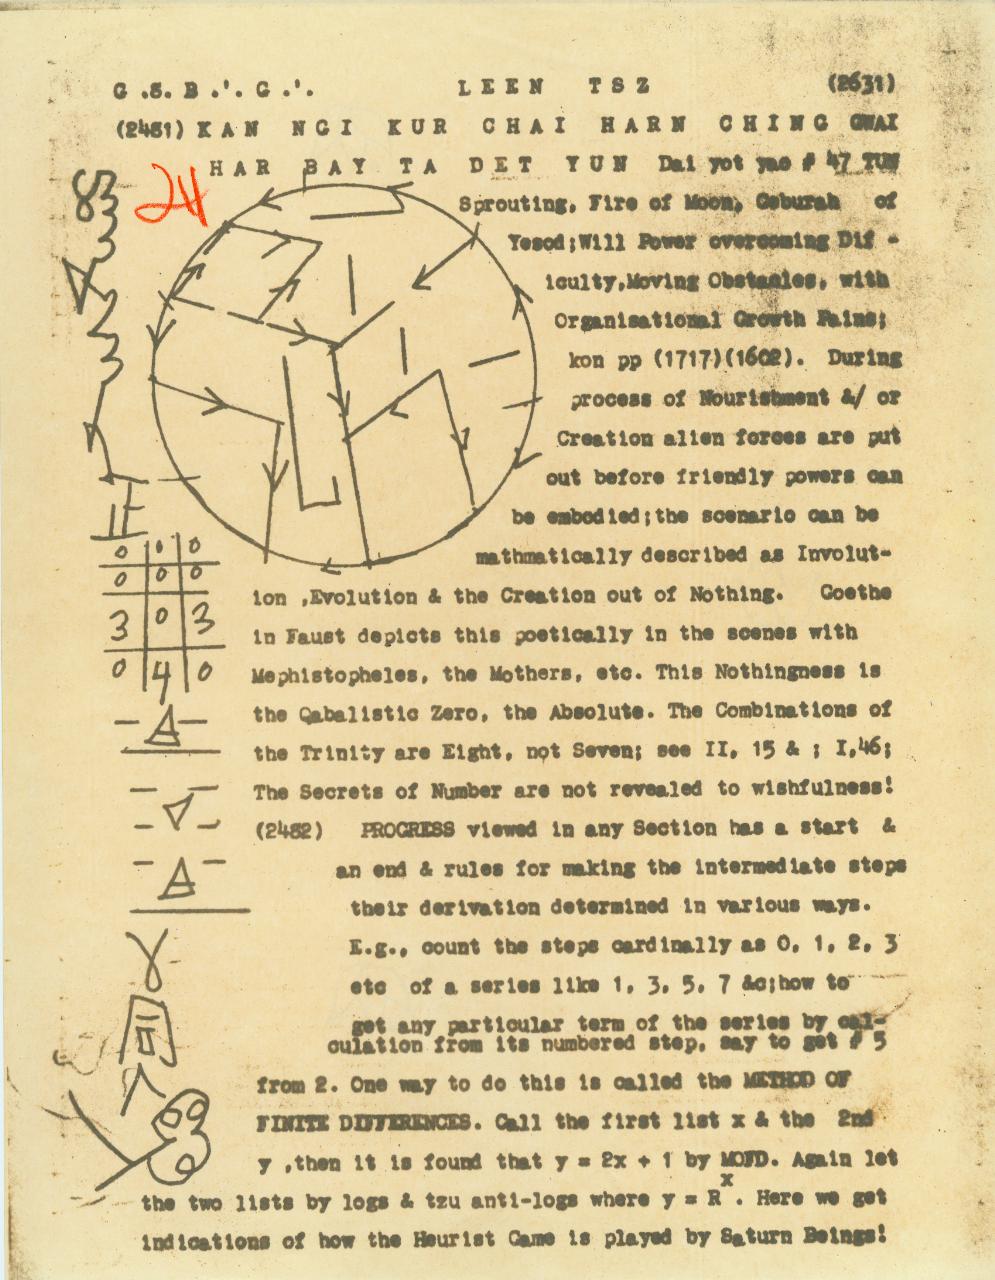 G .S. B .'. G .'. LEEN TSZ (2631)
(2481) KAN NGI KUR CHAI HARN CHING GWAI
HAR BAY TA DET YUN Dai yot yao # 47 TUN
24
Sprouting, Fire of Moon, Geburah of
Yesod;Will Power overcoming Dif -
iculty,Moving Obstacles, with
Organisational Growth Pains;
kon pp (1717)(1602). During
process of Nourishment &/ or
Creation alien forces are put
out before friendly powers can
be embodied;the scenario can be
mathmatically described as Involut-
ion ,Evolution & the Creation out of Nothing. Goethe
in Faust depicts this poetically in the scenes with
Mephistopheles, the Mothers, etc. This Nothingness is
the Qabalistic Zero, the Absolute. The Combinations of
the Trinity are Eight, not Seven; see II, 15 & ; I,46;
The Secrets of Number are not revealed to wishfulness!
(2482) PROGRESS viewed in any Section has a start &
an end & rules for making the intermediate steps
their derivation determined in various ways.
E.g., count the steps cardinally as 0, 1, 2, 3
etc of a series like 1, 3, 5, 7 &c;how to
get any particular term of the series by cal-
culation from its numbered step, say to get # 5
from 2. One way to do this is called the METHOD OF
FINITE DIFFERENCES. Call the first list x & the 2nd
y ,then it is found that y = 2x + 1 by MOFD. Again let
the two lists by logs & tzu anti-logs where y = R^x. Here we get
indications of how the Heurist Game is played by Saturn Beings!
0 0 0
0 0 0
3 0 3
0 4 0